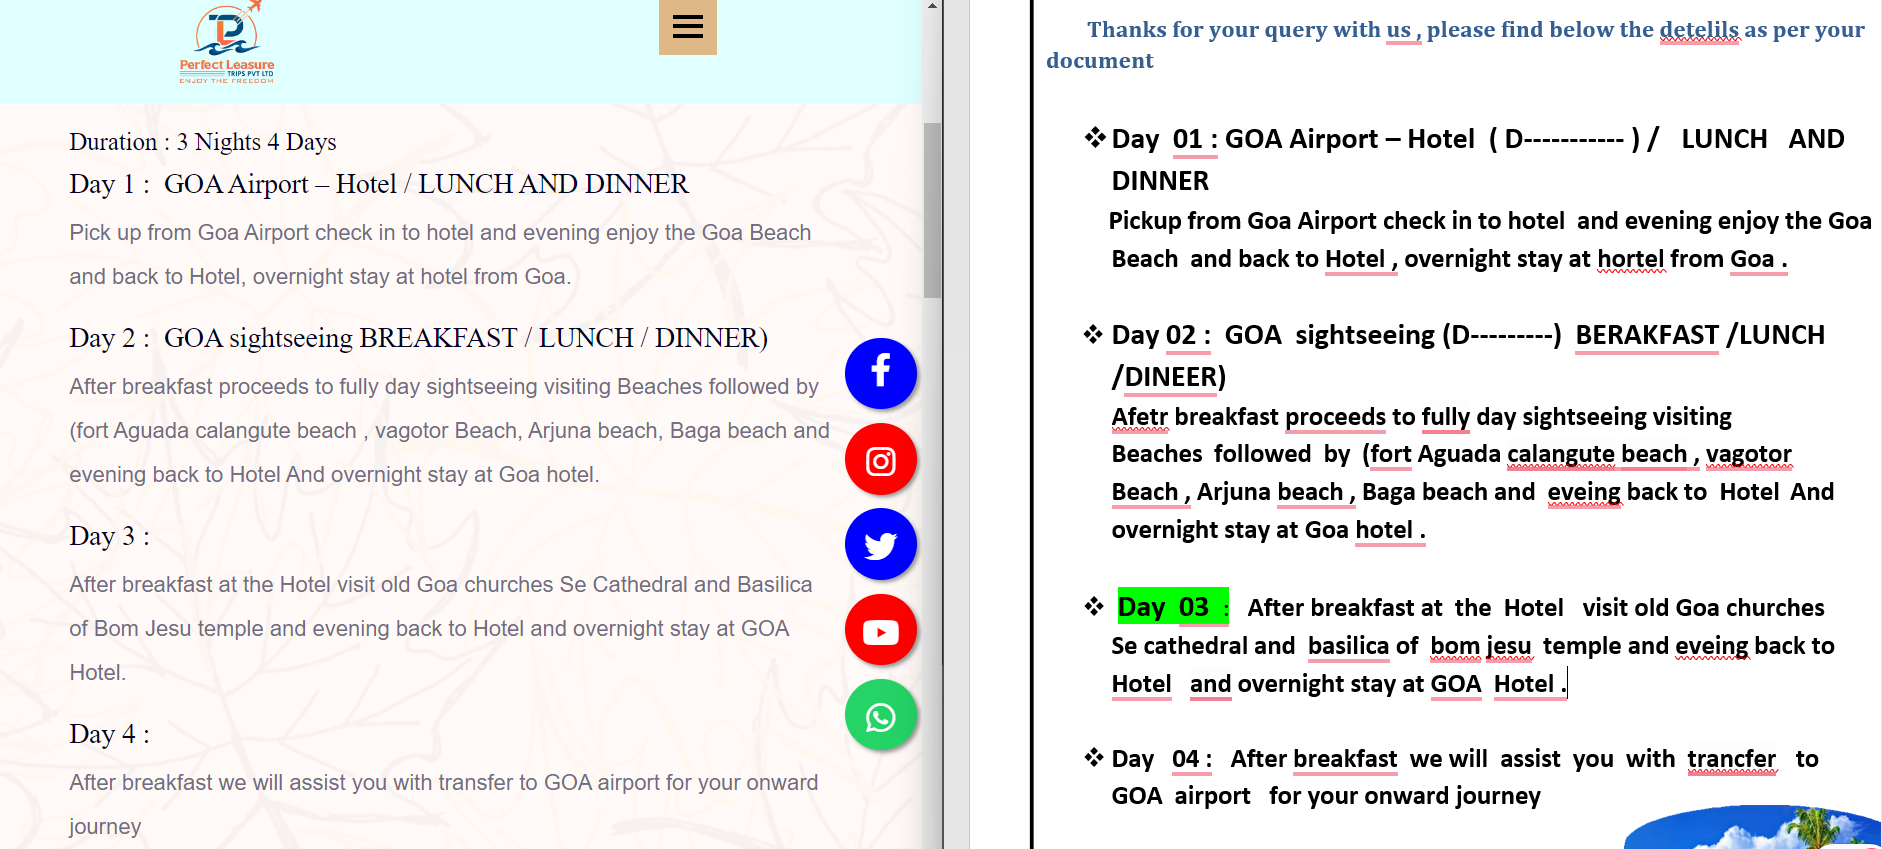 Perfect Leasure
TRIPS PVT LTD
ENJOY THE FREEDOM
Duration : 3 Nights 4 Days
Day 1 :  GOA Airport – Hotel / LUNCH AND DINNER
Pick up from Goa Airport check in to hotel and evening enjoy the Goa Beach
and back to Hotel, overnight stay at hotel from Goa.
Day 2 :  GOA sightseeing BREAKFAST / LUNCH / DINNER)
After breakfast proceeds to fully day sightseeing visiting Beaches followed by
(fort Aguada calangute beach , vagotor Beach, Arjuna beach, Baga beach and
evening back to Hotel And overnight stay at Goa hotel.
Day 3 :
After breakfast at the Hotel visit old Goa churches Se Cathedral and Basilica
of Bom Jesu temple and evening back to Hotel and overnight stay at GOA
Hotel.
Day 4 :
After breakfast we will assist you with transfer to GOA airport for your onward
journey
Thanks for your query with us , please find below the detelils as per your
document
❖ Day 01 : GOA Airport – Hotel ( D----------- ) / LUNCH AND
DINNER
Pickup from Goa Airport check in to hotel and evening enjoy the Goa
Beach and back to Hotel , overnight stay at hortel from Goa .
❖ Day 02 : GOA sightseeing (D---------) BERAKFAST /LUNCH
/DINEER)
Afetr breakfast proceeds to fully day sightseeing visiting
Beaches followed by (fort Aguada calangute beach , vagotor
Beach , Arjuna beach , Baga beach and eveing back to Hotel And
overnight stay at Goa hotel .
❖ Day 03 : After breakfast at the Hotel visit old Goa churches
Se cathedral and basilica of bom jesu temple and eveing back to
Hotel and overnight stay at GOA Hotel .
❖ Day 04 : After breakfast we will assist you with trancfer to
GOA airport for your onward journey